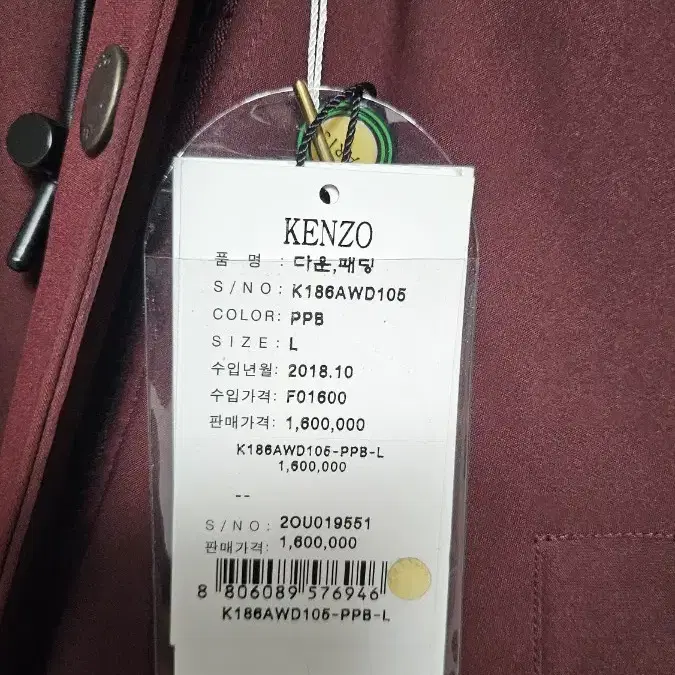 KENZO
품 명 : 다운,패딩
S/NO: K186AWD105
COLOR: PPB
SIZE: L
수입년월: 2018.10
수입가격: F01600
판매가격: 1,600,000
K186AWD105-PPB-L
1,600,000
--
S/NO: 2OU019551
판매가격: 1,600,000
8 806089 576946
K186AWD105-PPB-L